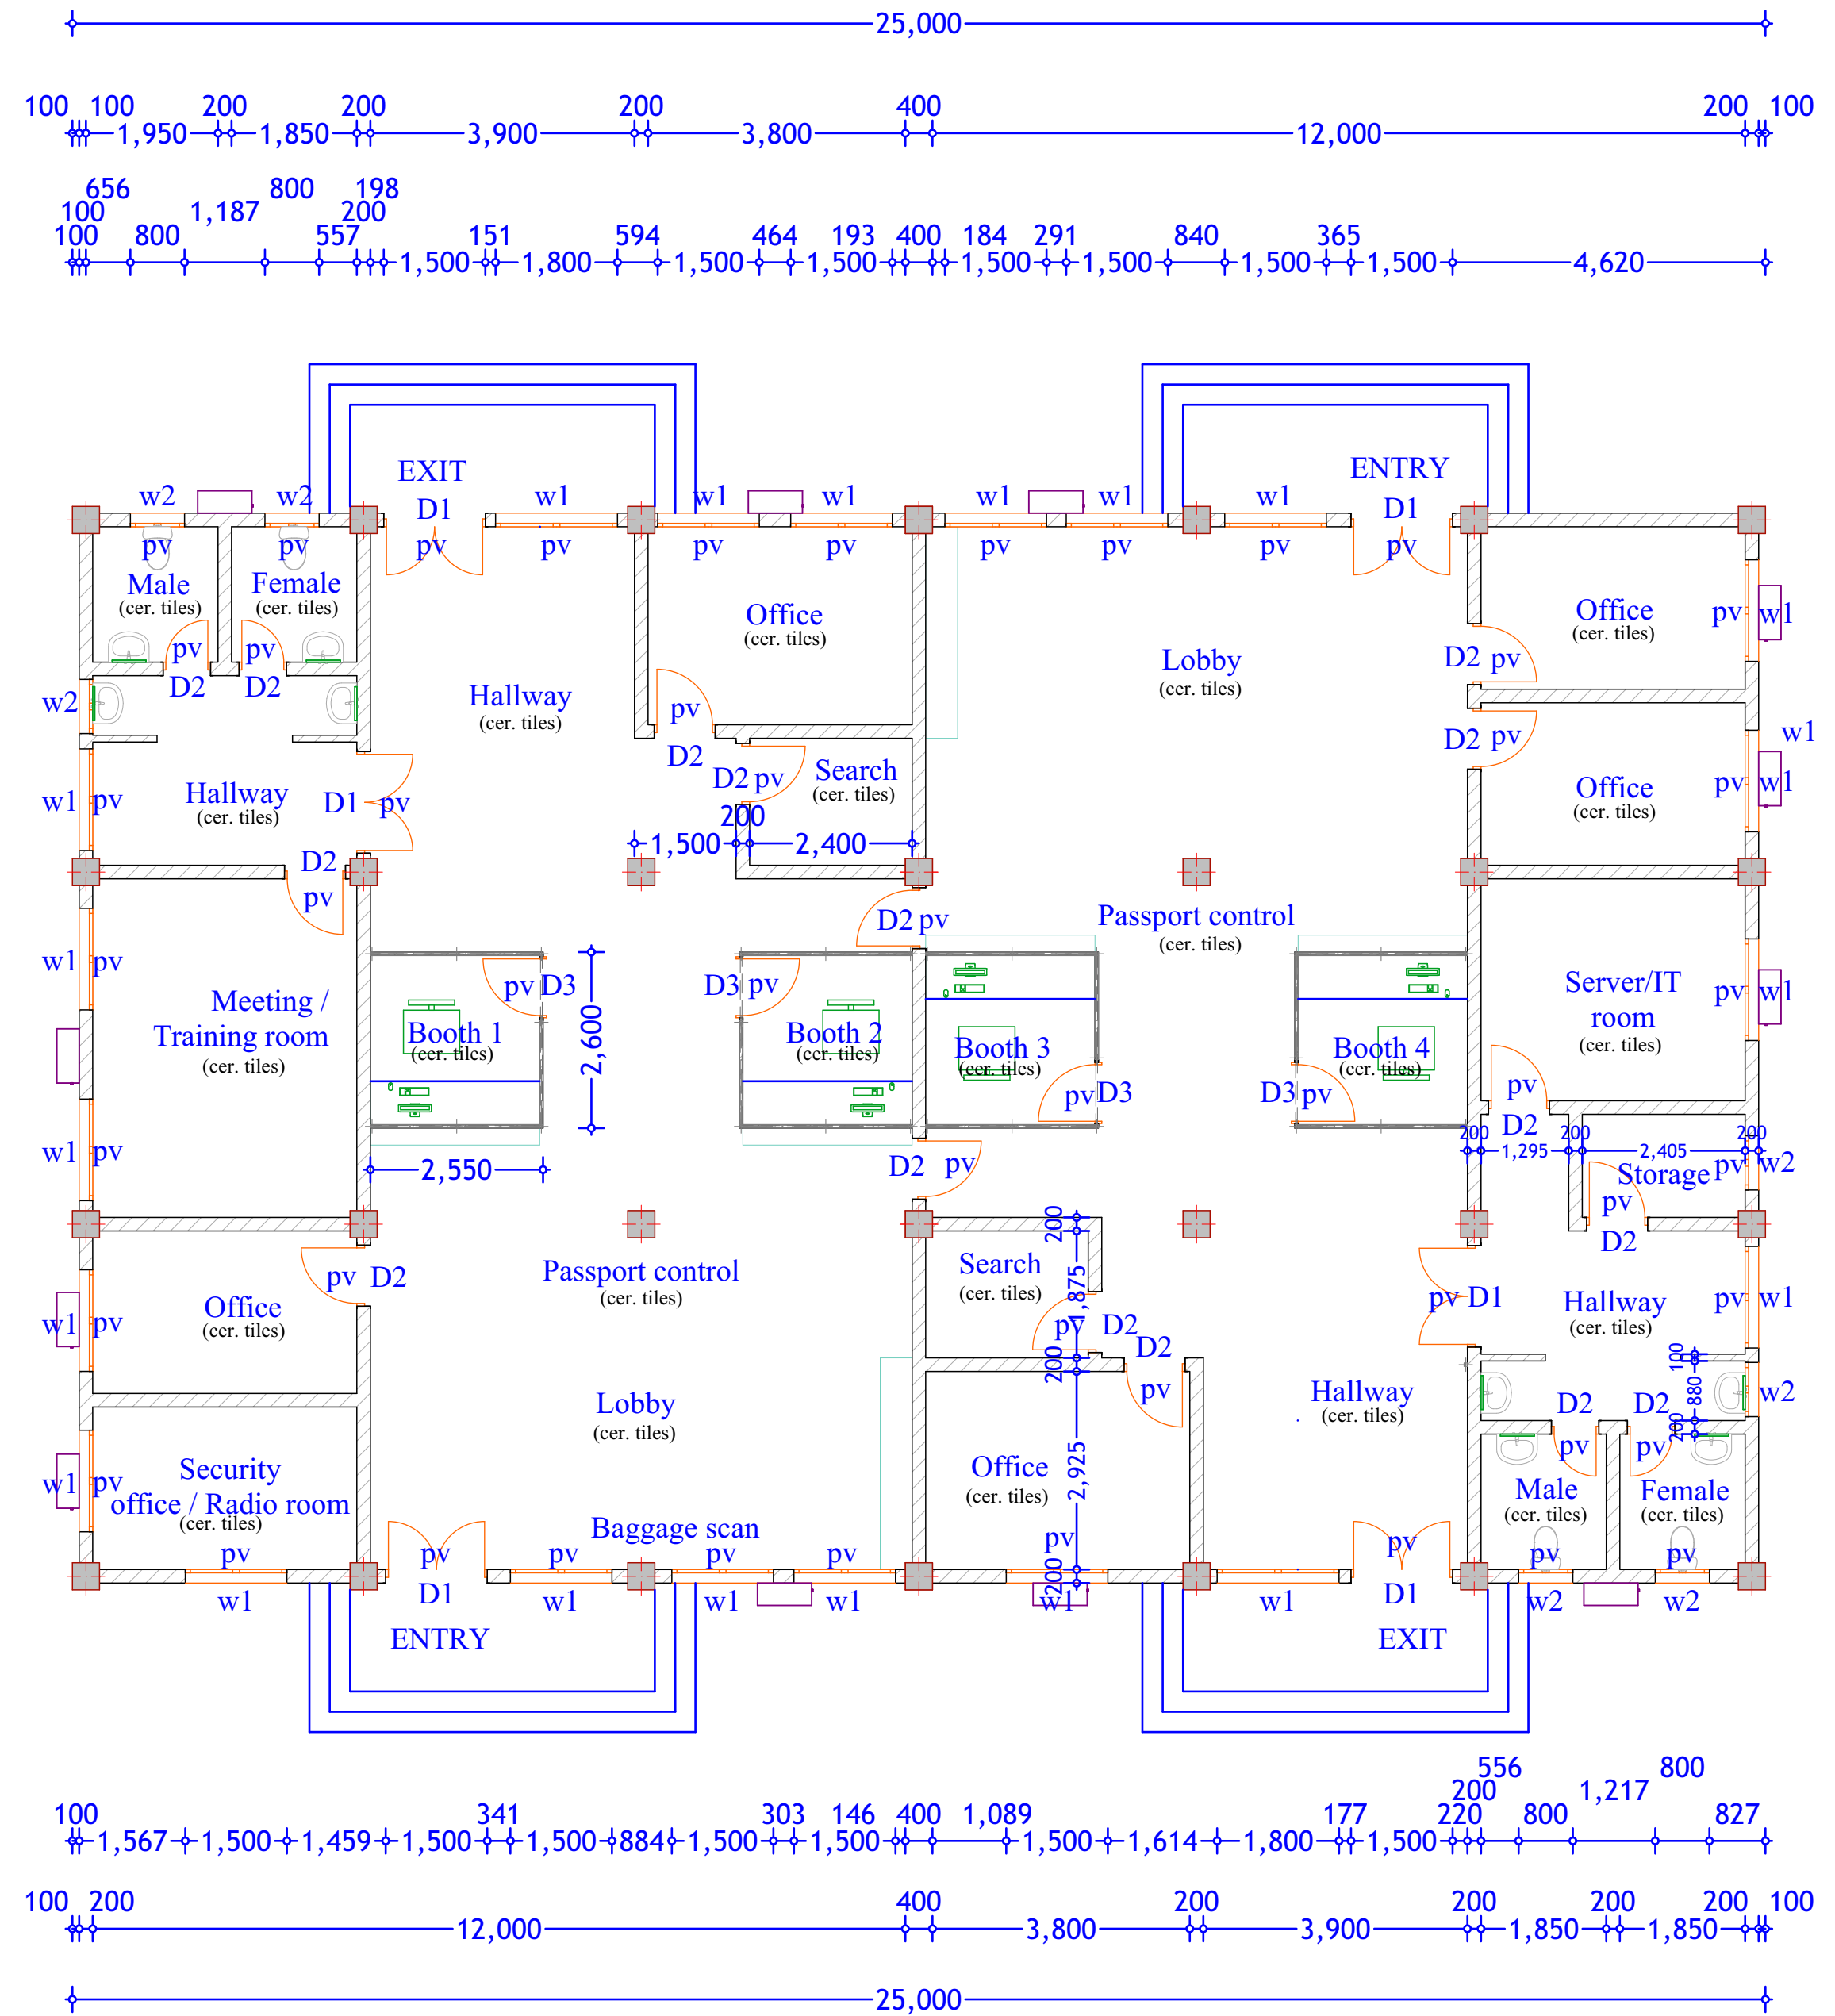 25,000
100 100 200 200 200 400 200 100
1,950 1,850 3,900 3,800 12,000
656 800 198
100 1,187 200
100 800 557 151 594 464 193 400 184 291 840 365
1,500 1,800 1,500 1,500 1,500 1,500 1,500 1,500 4,620
EXIT ENTRY
w2 w2 D1 w1 w1 w1 w1 w1 w1 D1
pv pv pv pv pv pv pv pv pv pv
Male Female
(cer. tiles) (cer. tiles)
Office
(cer. tiles)
Office
(cer. tiles)
pv w1
pv pv
D2 D2
D2 pv
Lobby
(cer. tiles)
w2
Hallway
(cer. tiles)
pv
D2
D2 pv
w1
D2 pv
Search
(cer. tiles)
Office
(cer. tiles)
pv w1
w1 pv
Hallway
(cer. tiles)
D1 pv
200
1,500 2,400
D2
pv
D2 pv
Passport control
(cer. tiles)
w1 pv
Meeting /
Training room
(cer. tiles)
pv D3
Booth 1
(cer. tiles)
2,600
D3 pv
Booth 2
(cer. tiles)
Booth 3
(cer. tiles)
pv D3
Booth 4
(cer. tiles)
D3 pv
Server/IT
room
(cer. tiles)
pv w1
pv
D2
w1 pv
2,550
D2 pv
200 200 200
1,295 2,405
Storage pv w2
pv
D2
pv D2
Passport control
(cer. tiles)
Search
(cer. tiles)
200
1,875
pv D2
D2
pv
200
pv D1
Hallway
(cer. tiles)
pv w1
w1 pv
Office
(cer. tiles)
Lobby
(cer. tiles)
Hallway
(cer. tiles)
100
880
200
w2
D2 D2
pv pv
w1 pv
Security
office / Radio room
(cer. tiles)
Office
(cer. tiles)
2,925
Male Female
(cer. tiles) (cer. tiles)
Baggage scan
pv pv pv pv pv pv pv pv pv
200
w1 D1 w1 w1 w1 w1 w1 D1 w2 w2
ENTRY EXIT
556 800
200 1,217
100 341 303 146 400 1,089 177 220 800 827
1,567 1,500 1,459 1,500 1,500 884 1,500 1,500 1,500 1,614 1,800 1,500
100 200 400 200 200 200 200 100
12,000 3,800 3,900 1,850 1,850
25,000